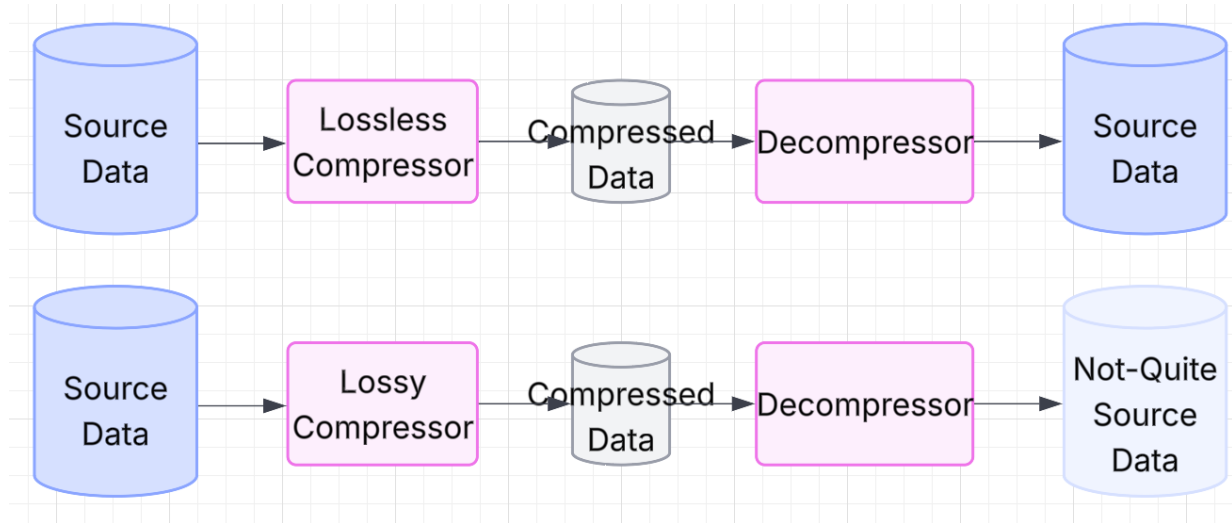 Source
Data
Lossless
Compressor
Compressed
Data
Decompressor
Source
Data
Source
Data
Lossy
Compressor
Compressed
Data
Decompressor
Not-Quite
Source
Data